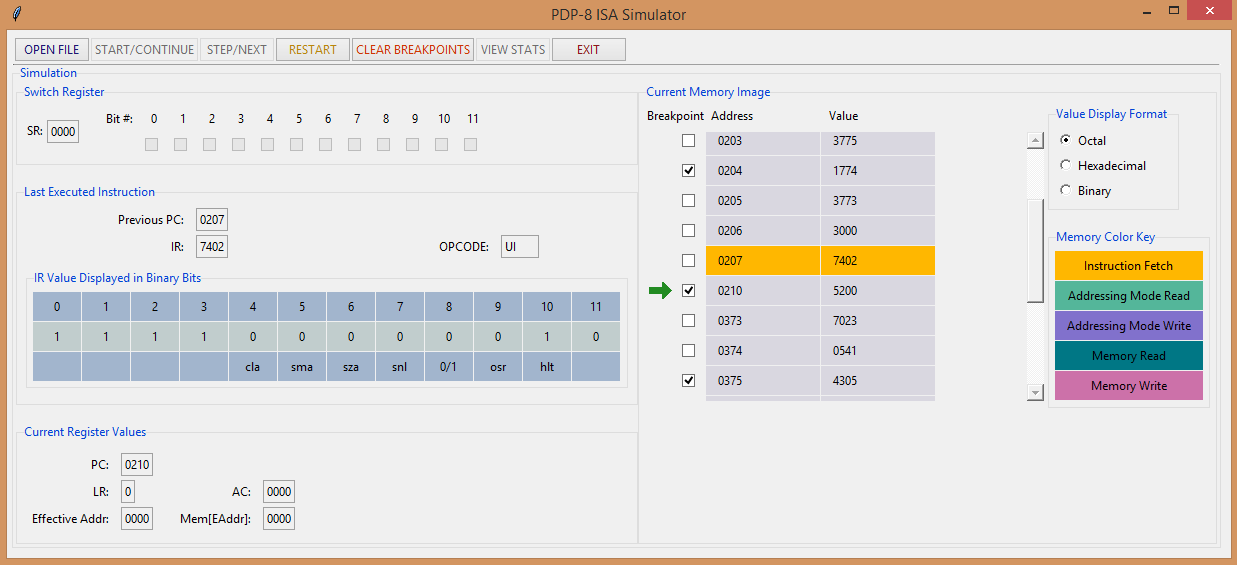 PDP-8 ISA Simulator
OPEN FILE START/CONTINUE STEP/NEXT RESTART CLEAR BREAKPOINTS VIEW STATS EXIT
Simulation
Switch Register
Bit #: 0 1 2 3 4 5 6 7 8 9 10 11
SR: 0000
Last Executed Instruction
Previous PC: 0207
IR: 7402 OPCODE: UI
IR Value Displayed in Binary Bits
0 1 2 3 4 5 6 7 8 9 10 11
1 1 1 1 0 0 0 0 0 0 1 0
cla sma sza snl 0/1 osr hlt
Current Register Values
PC: 0210
LR: 0 AC: 0000
Effective Addr: 0000 Mem[EAddr]: 0000
Current Memory Image
Breakpoint Address Value
0203 3775
0204 1774
0205 3773
0206 3000
0207 7402
0210 5200
0373 7023
0374 0541
0375 4305
Value Display Format
Octal
Hexadecimal
Binary
Memory Color Key
Instruction Fetch
Addressing Mode Read
Addressing Mode Write
Memory Read
Memory Write